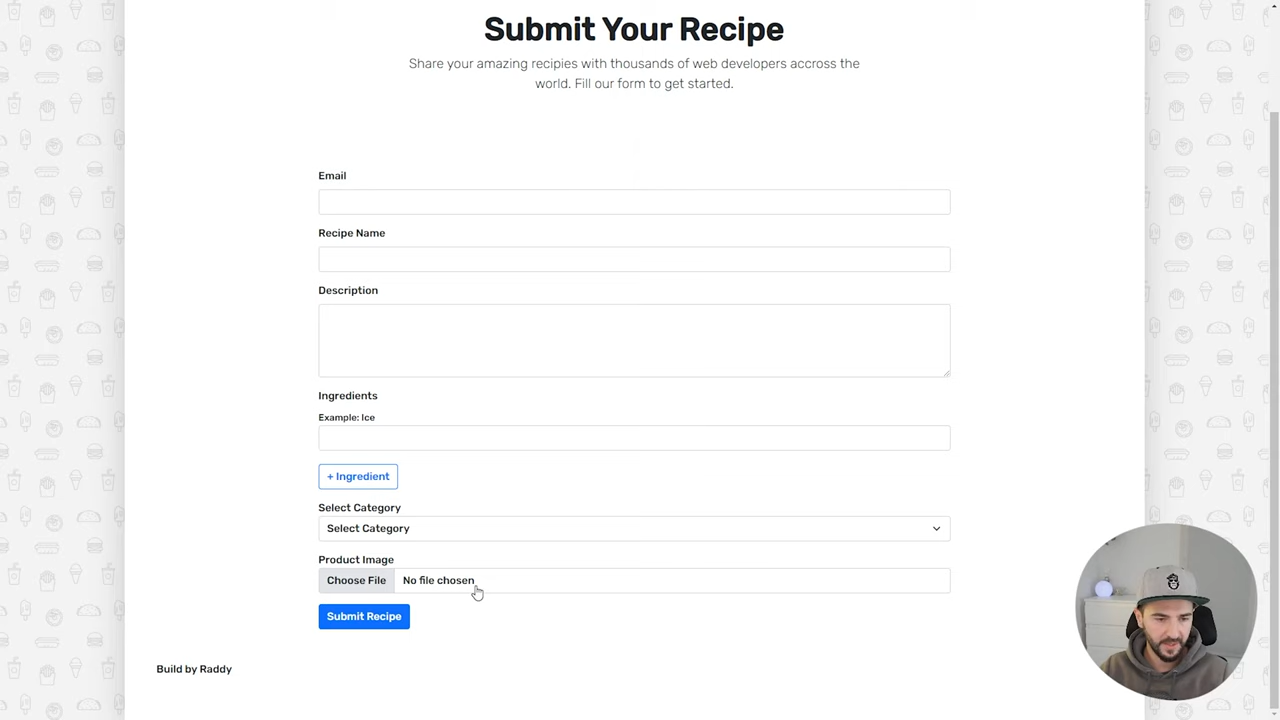 Submit Your Recipe
Share your amazing recipies with thousands of web developers accross the
world. Fill our form to get started.
Email
Recipe Name
Description
Ingredients
Example: Ice
+ Ingredient
Select Category
Select Category
Product Image
Choose File No file chosen
Submit Recipe
Build by Raddy